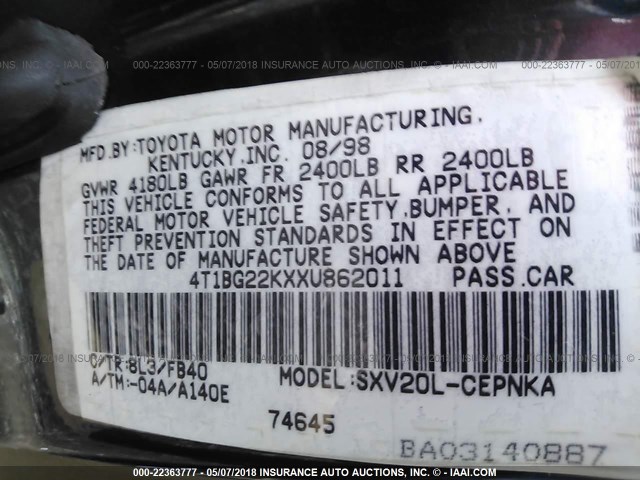 000-22363777 - 05/07/2018 INSURANCE AUTO AUCTIONS, INC. - IAAI.COM
MFD.BY:TOYOTA MOTOR MANUFACTURING,
KENTUCKY,INC. 08/98
GVWR 4180LB GAWR FR 2400LB RR 2400LB
THIS VEHICLE CONFORMS TO ALL APPLICABLE
FEDERAL MOTOR VEHICLE SAFETY,BUMPER, AND
THEFT PREVENTION STANDARDS IN EFFECT ON
THE DATE OF MANUFACTURE SHOWN ABOVE
4T1BG22KXXU862011 PASS.CAR
C/TR:8L3/FB40
A/TM:-04A/A140E
MODEL:SXV20L-CEPNKA
74645
BA03140887
000-22363777 - 05/07/2018 INSURANCE AUTO AUCTIONS, INC. - IAAI.COM